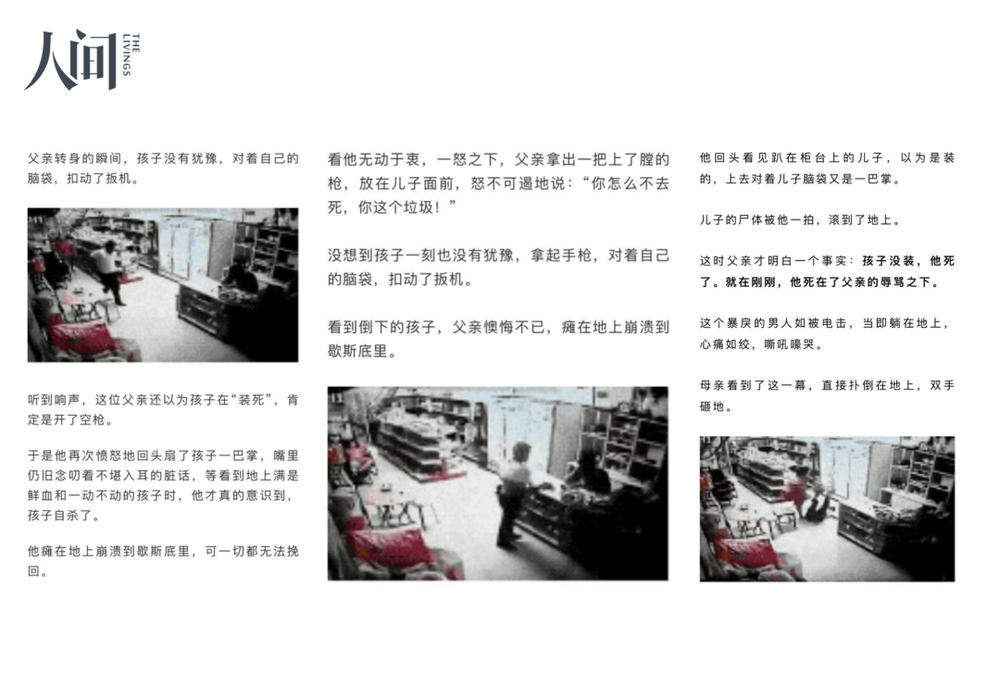 人间
THE
LIVINGS
父亲转身的瞬间，孩子没有犹豫，对着自己的
脑袋，扣动了扳机。
听到响声，这位父亲还以为孩子在“装死”，肯
定是开了空枪。
于是他再次愤怒地回头扇了孩子一巴掌，嘴里
仍旧念叨着不堪入耳的脏话，等看到地上满是
鲜血和一动不动的孩子时，他才真的意识到，
孩子自杀了。
他瘫在地上崩溃到歇斯底里，可一切都无法挽
回。
看他无动于衷，一怒之下，父亲拿出一把上了膛的
枪，放在儿子面前，怒不可遏地说：“你怎么不去
死，你这个垃圾！”
没想到孩子一刻也没有犹豫，拿起手枪，对着自己
的脑袋，扣动了扳机。
看到倒下的孩子，父亲懊悔不已，瘫在地上崩溃到
歇斯底里。
他回头看见趴在柜台上的儿子，以为是装
的，上去对着儿子脑袋又是一巴掌。
儿子的尸体被他一拍，滚到了地上。
这时父亲才明白一个事实：孩子没装，他死
了。就在刚刚，他死在了父亲的辱骂之下。
这个暴戾的男人如被电击，当即躺在地上，
心痛如绞，嘶吼嚎哭。
母亲看到了这一幕，直接扑倒在地上，双手
砸地。